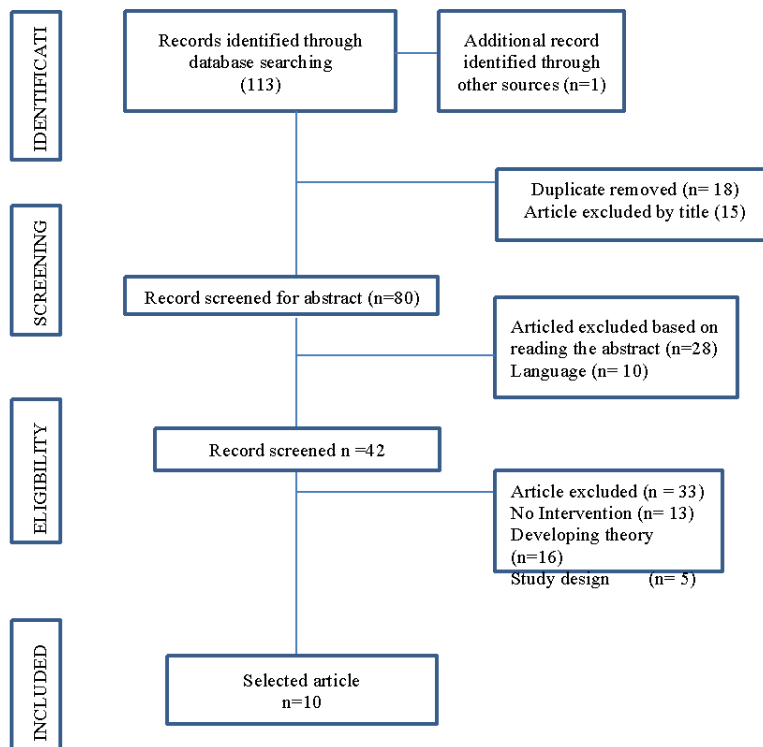 IDENTIFICATI
Records identified through
database searching
(113)
Additional record
identified through
other sources (n=1)
Duplicate removed (n= 18)
Article excluded by title (15)
SCREENING
Record screened for abstract (n=80)
Articled excluded based on
reading the abstract (n=28)
Language (n= 10)
ELIGIBILITY
Record screened n =42
Article excluded (n = 33)
No Intervention (n= 13)
Developing theory
(n=16)
Study design (n= 5)
INCLUDED
Selected article
n=10